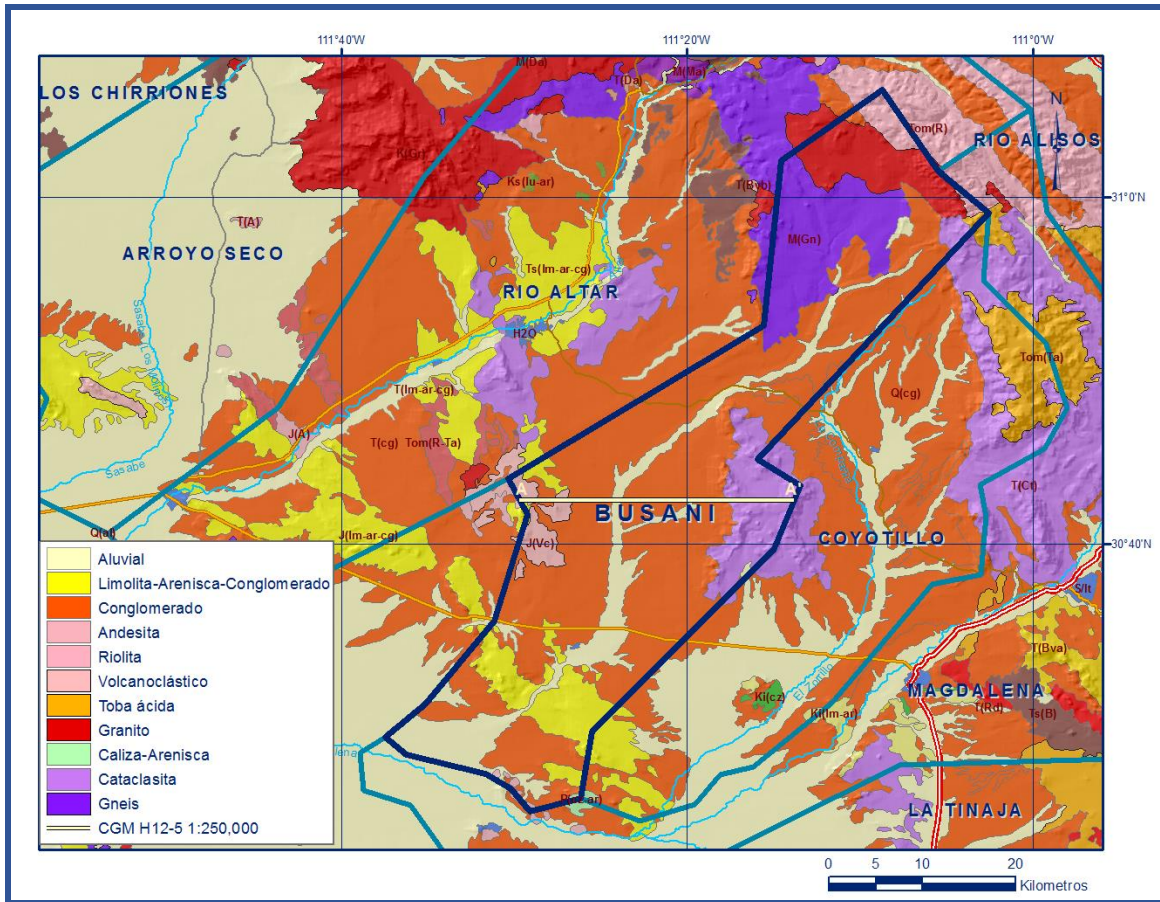 111°40'W
111°20'W
111°0'W
M(Da)
T(Da)
M(Ma)
LOS CHIRRIONES
N
Tom(R)
RIO ALISOS
K(Gr)
Ks(lu-ar)
T(Byb)
31°0'N
T(A)
M(Gn)
ARROYO SECO
Ts(lm-ar-cg)
RIO ALTAR
H2O
Tom(Ta)
T(lm-ar-cg)
Q(cg)
J(A)
T(cg)
Tom(R-Ta)
Sasabe
T(Ct)
A
A'
BUSANI
Q(al)
J(lm-ar-cg)
J(Vc)
COYOTILLO
30°40'N
S/It
T(Bva)
MAGDALENA
Ki(cz)
El Zorrillo
Ki(lm-ar)
T(Rd)
Ts(B)
LA TINAJA
Aluvial
Limolita-Arenisca-Conglomerado
Conglomerado
Andesita
Riolita
Volcanoclástico
Toba ácida
Granito
Caliza-Arenisca
Cataclasita
Gneis
CGM H12-5 1:250,000
0 5 10 20
Kilometros